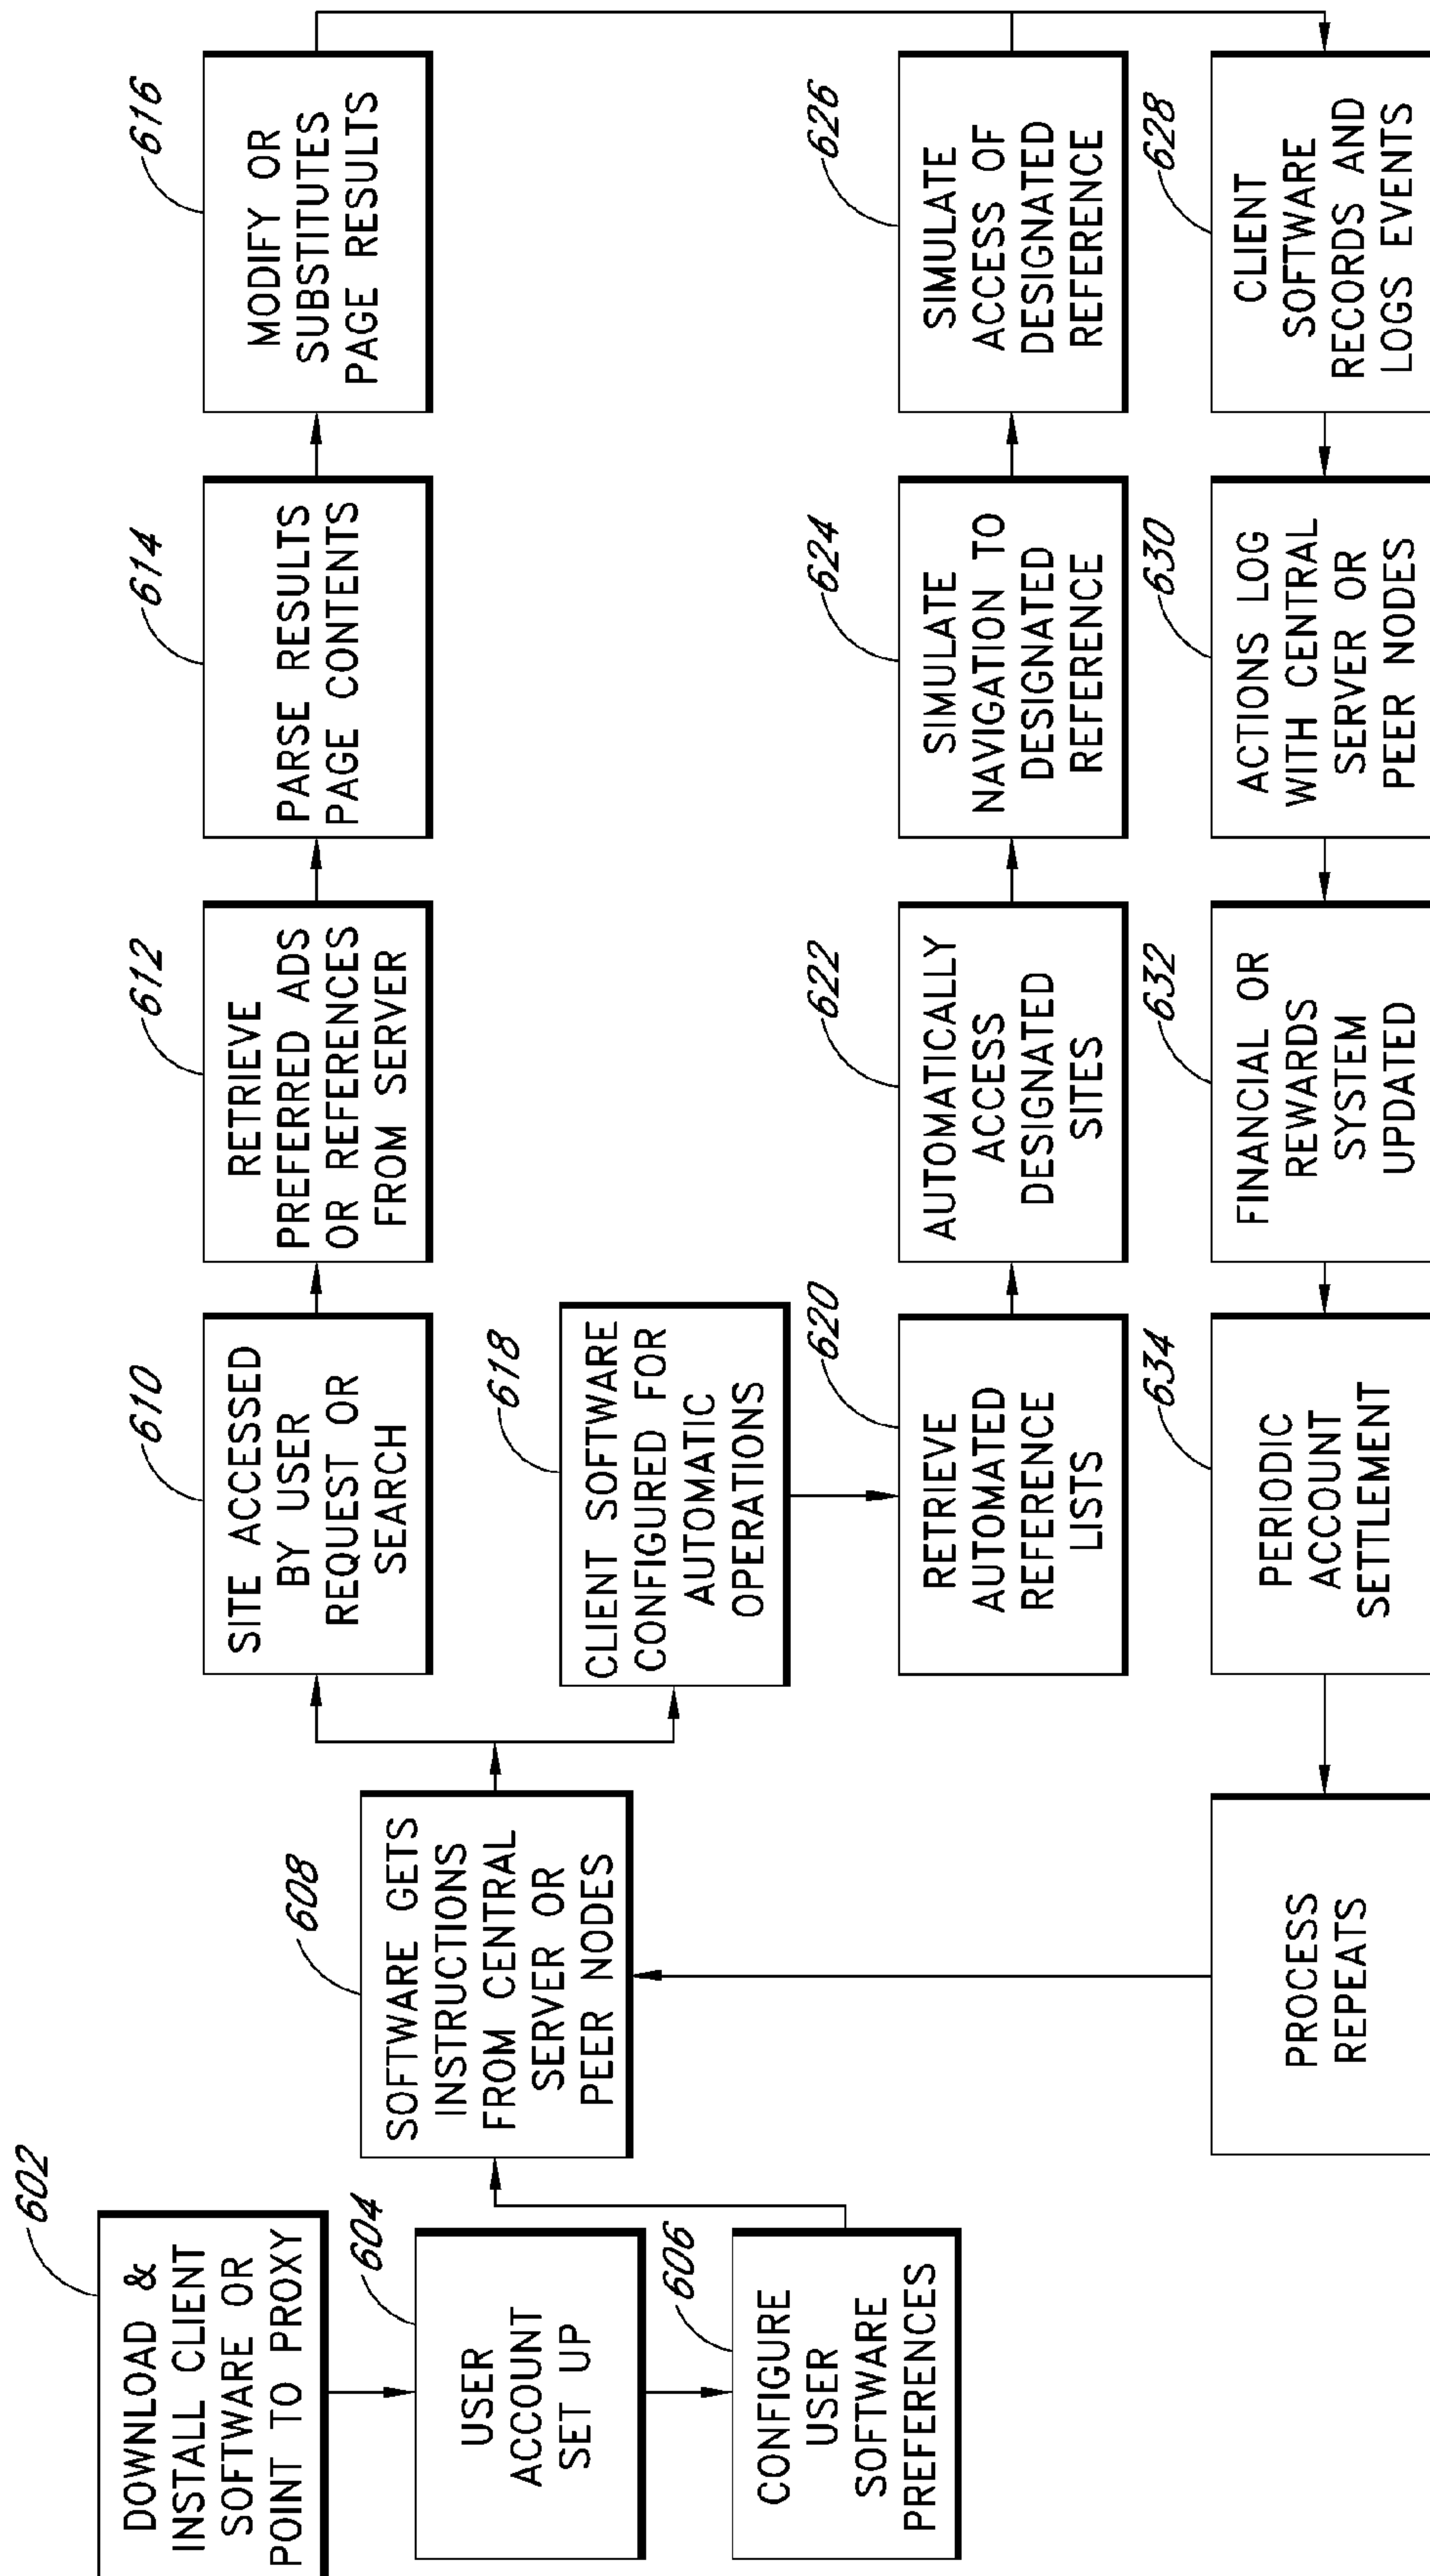 602
DOWNLOAD &
INSTALL CLIENT
SOFTWARE OR
POINT TO PROXY
604
USER
ACCOUNT
SET UP
606
CONFIGURE
USER
SOFTWARE
PREFERENCES
608
SOFTWARE GETS
INSTRUCTIONS
FROM CENTRAL
SERVER OR
PEER NODES
610
SITE ACCESSED
BY USER
REQUEST OR
SEARCH
612
RETRIEVE
PREFERRED ADS
OR REFERENCES
FROM SERVER
614
PARSE RESULTS
PAGE CONTENTS
616
MODIFY OR
SUBSTITUTES
PAGE RESULTS
618
CLIENT SOFTWARE
CONFIGURED FOR
AUTOMATIC
OPERATIONS
620
RETRIEVE
AUTOMATED
REFERENCE
LISTS
622
AUTOMATICALLY
ACCESS
DESIGNATED
SITES
624
SIMULATE
NAVIGATION TO
DESIGNATED
REFERENCE
626
SIMULATE
ACCESS OF
DESIGNATED
REFERENCE
628
CLIENT
SOFTWARE
RECORDS AND
LOGS EVENTS
630
ACTIONS LOG
WITH CENTRAL
SERVER OR
PEER NODES
632
FINANCIAL OR
REWARDS
SYSTEM
UPDATED
634
PERIODIC
ACCOUNT
SETTLEMENT
PROCESS
REPEATS